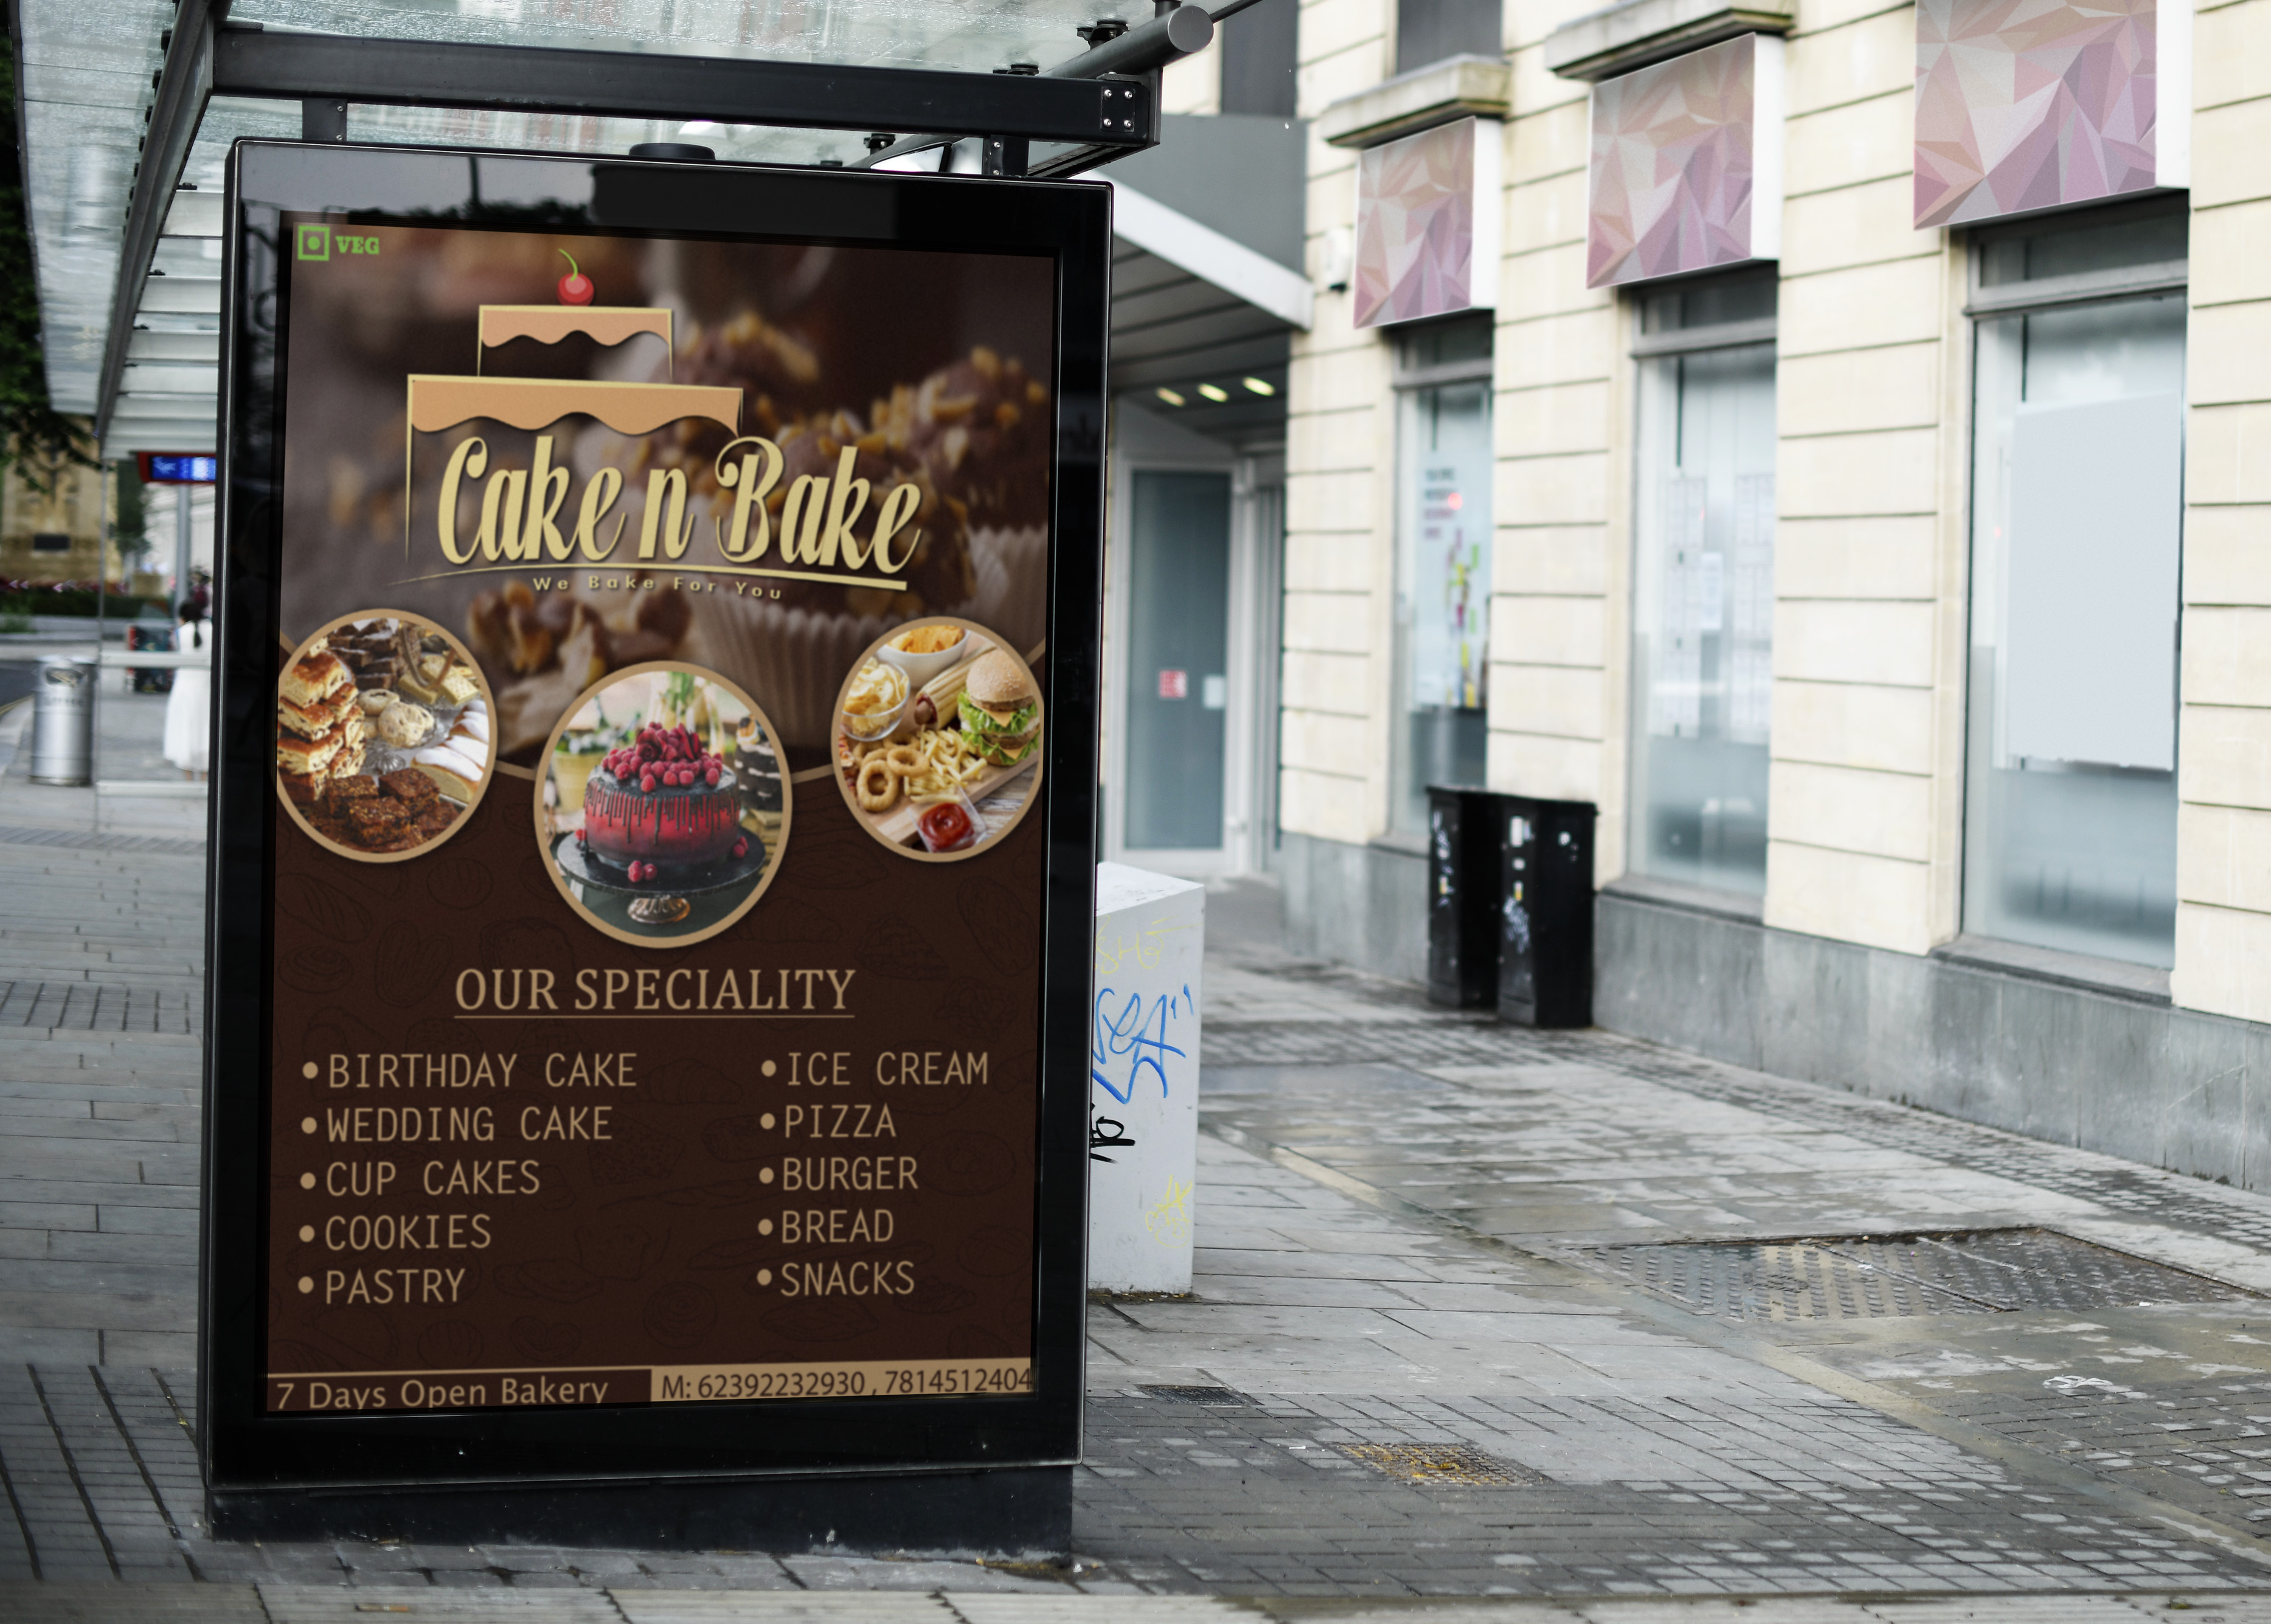 VEG
Cake n Bake
We Bake For You
OUR SPECIALITY
•BIRTHDAY CAKE
•WEDDING CAKE
•CUP CAKES
•COOKIES
•PASTRY
•ICE CREAM
•PIZZA
•BURGER
•BREAD
•SNACKS
7 Days Open Bakery
M: 62392232930 , 7814512404